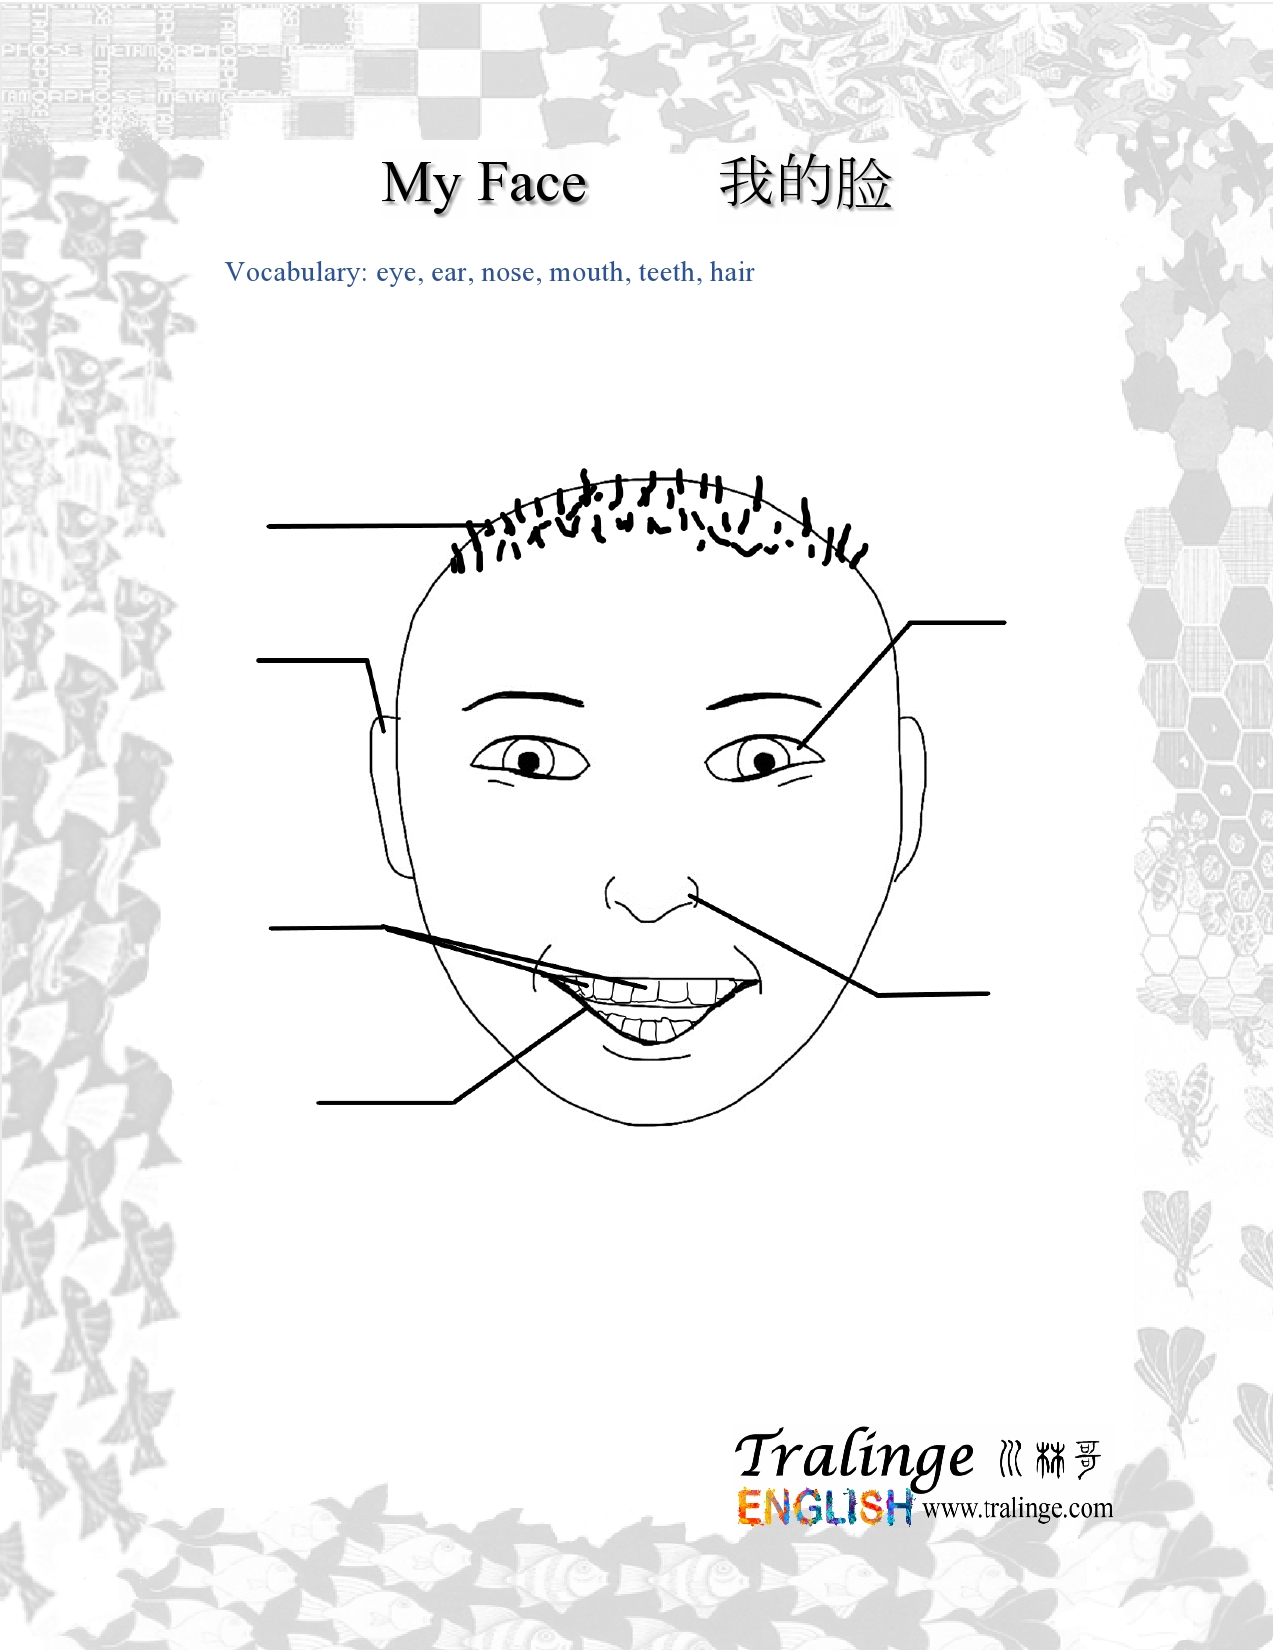 METAMORPHOSE
My Face 我的脸
Vocabulary: eye, ear, nose, mouth, teeth, hair
Tralinge 川林哥
ENGLISH www.tralinge.com